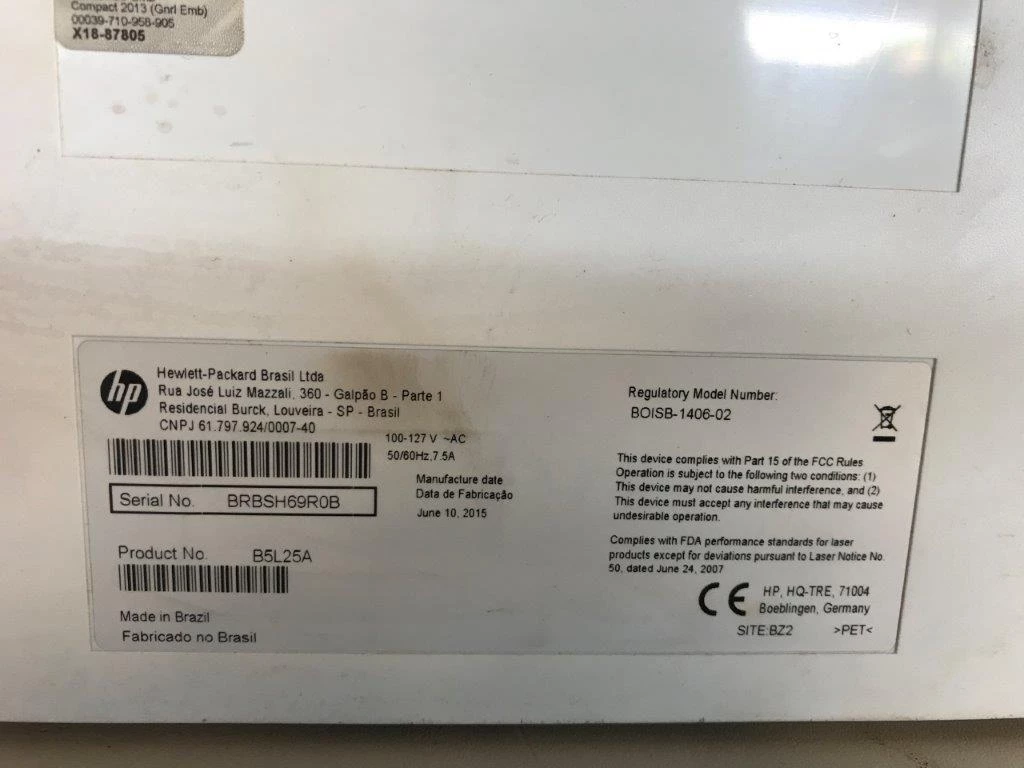 Compact 2013 (Gnrl Emb)
00039-710-958-905
X18-87805
hp
Hewlett-Packard Brasil Ltda
Rua José Luiz Mazzali, 360 - Galpão B - Parte 1
Residencial Burck, Louveira - SP - Brasil
CNPJ 61.797.924/0007-40
100-127 V ~AC
50/60Hz,7.5A
Serial No. BRBSH69R0B
Manufacture date
Data de Fabricação
June 10, 2015
Product No. B5L25A
Made in Brazil
Fabricado no Brasil
Regulatory Model Number:
BOISB-1406-02
This device complies with Part 15 of the FCC Rules
Operation is subject to the following two conditions: (1)
This device may not cause harmful interference, and (2)
This device must accept any interference that may cause
undesirable operation.
Complies with FDA performance standards for laser
products except for deviations pursuant to Laser Notice No.
50, dated June 24, 2007
CE
HP, HQ-TRE, 71004
Boeblingen, Germany
SITE:BZ2 >PET<